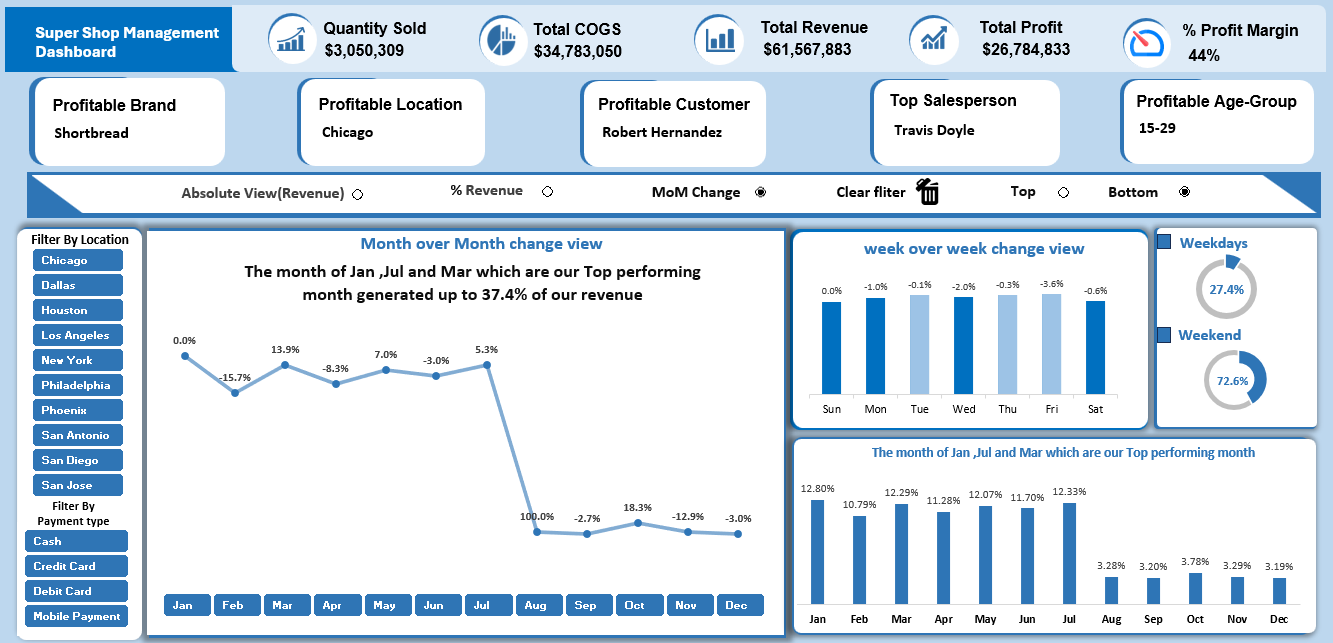 Super Shop Management
Dashboard
Quantity Sold
$3,050,309
Total COGS
$34,783,050
Total Revenue
$61,567,883
Total Profit
$26,784,833
% Profit Margin
44%
Profitable Brand
Shortbread
Profitable Location
Chicago
Profitable Customer
Robert Hernandez
Top Salesperson
Travis Doyle
Profitable Age-Group
15-29
Absolute View(Revenue)
% Revenue
MoM Change
Clear fliter
Top
Bottom
Filter By Location
Chicago
Dallas
Houston
Los Angeles
New York
Philadelphia
Phoenix
San Antonio
San Diego
San Jose
Filter By
Payment type
Cash
Credit Card
Debit Card
Mobile Payment
Month over Month change view
The month of Jan ,Jul and Mar which are our Top performing
month generated up to 37.4% of our revenue
0.0%
-15.7%
13.9%
-8.3%
7.0%
-3.0%
5.3%
100.0%
-2.7%
18.3%
-12.9%
-3.0%
Jan Feb Mar Apr May Jun Jul Aug Sep Oct Nov Dec
week over week change view
0.0% -1.0% -0.1% -2.0% -0.3% -3.6% -0.6%
Sun Mon Tue Wed Thu Fri Sat
Weekdays
27.4%
Weekend
72.6%
The month of Jan ,Jul and Mar which are our Top performing month
12.80% 10.79% 12.29% 11.28% 12.07% 11.70% 12.33% 3.28% 3.20% 3.78% 3.29% 3.19%
Jan Feb Mar Apr May Jun Jul Aug Sep Oct Nov Dec